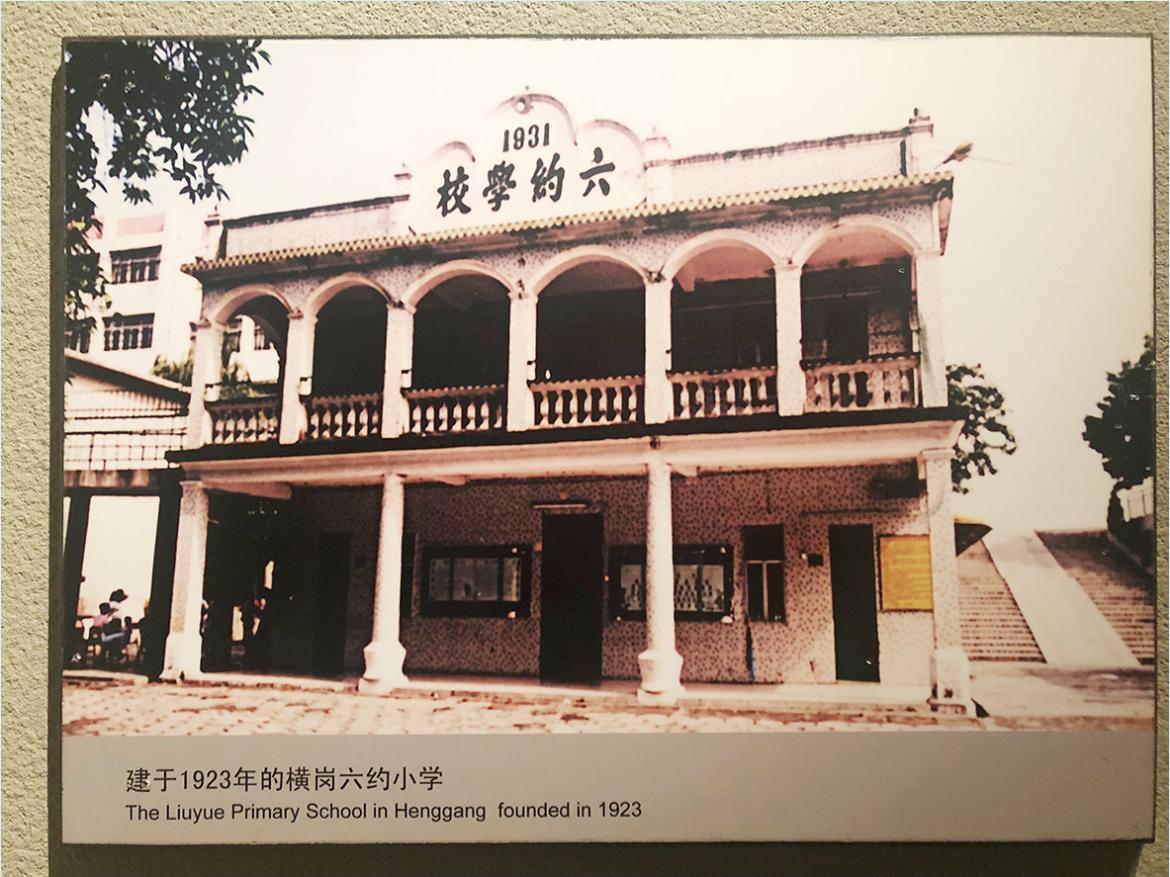 1931
六約學校
建于1923年的横岗六约小学
The Liuyue Primary School in Henggang founded in 1923